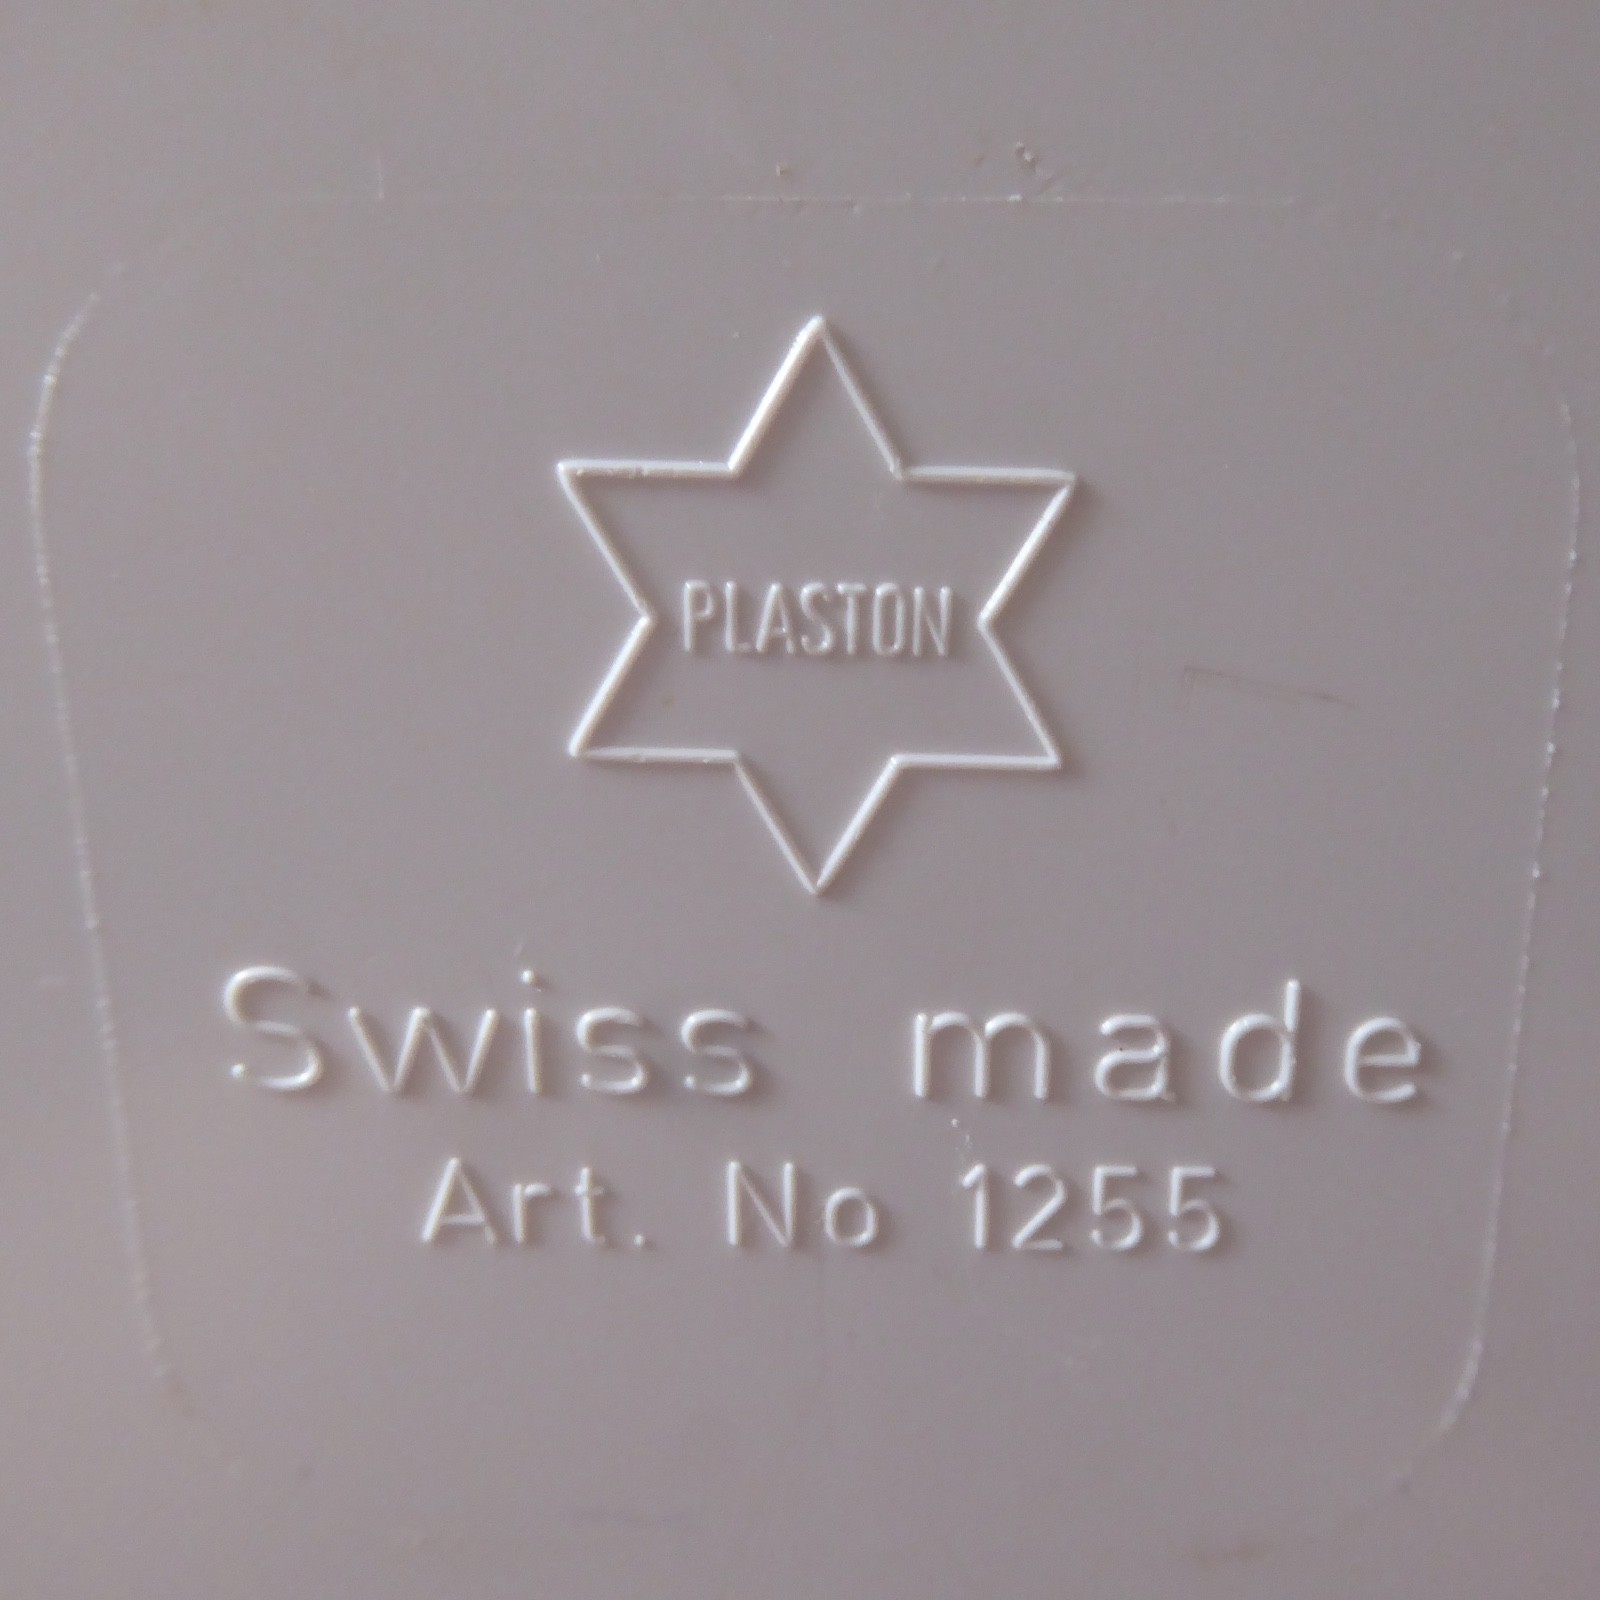 PLASTON
Swiss made
Art. No 1255